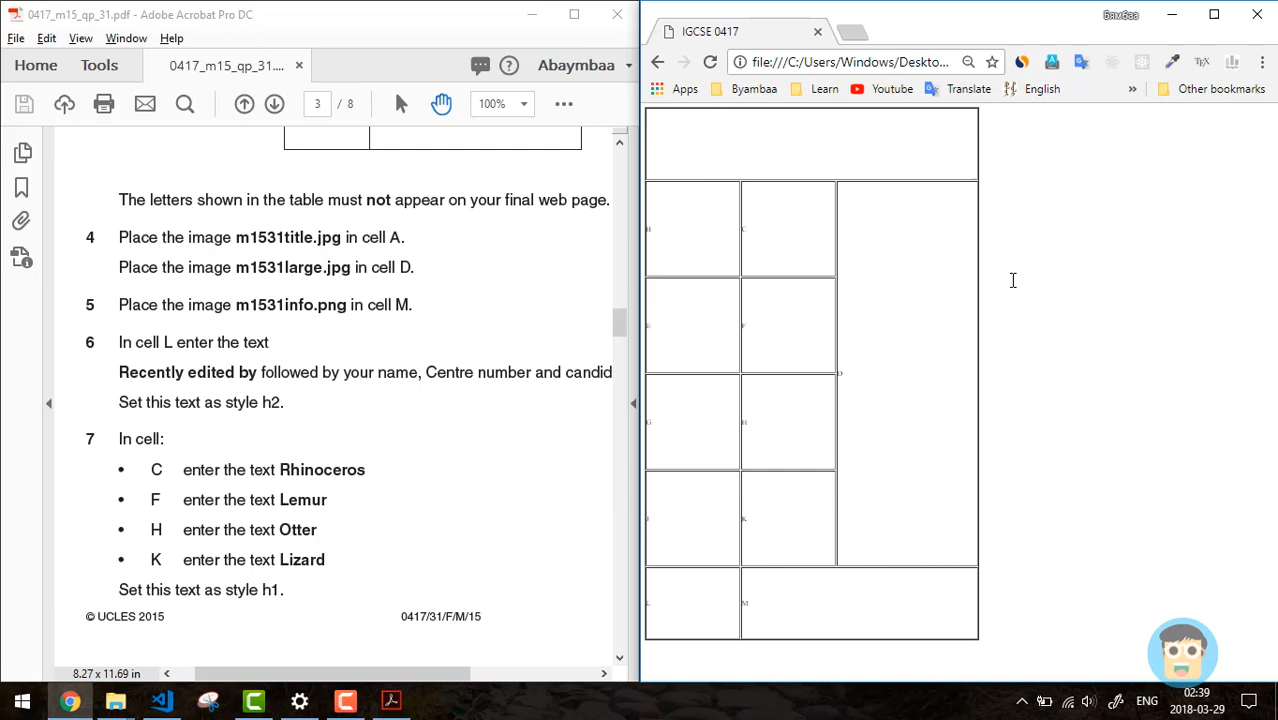 0417_m15_qp_31.pdf - Adobe Acrobat Pro DC
File Edit View Window Help
Home Tools 0417_m15_qp_31.... Abaymbaa
3 / 8 100%
The letters shown in the table must not appear on your final web page.
4 Place the image m1531title.jpg in cell A.
Place the image m1531large.jpg in cell D.
5 Place the image m1531info.png in cell M.
6 In cell L enter the text
Recently edited by followed by your name, Centre number and candid
Set this text as style h2.
7 In cell:
• C enter the text Rhinoceros
• F enter the text Lemur
• H enter the text Otter
• K enter the text Lizard
Set this text as style h1.
© UCLES 2015 0417/31/F/M/15
8.27 x 11.69 in
Вямбаа
IGCSE 0417
file:///C:/Users/Windows/Deskto...
Apps Byambaa Learn Youtube Translate English » Other bookmarks
C
E F
D
G H
J K
L M
ENG 02:39
2018-03-29